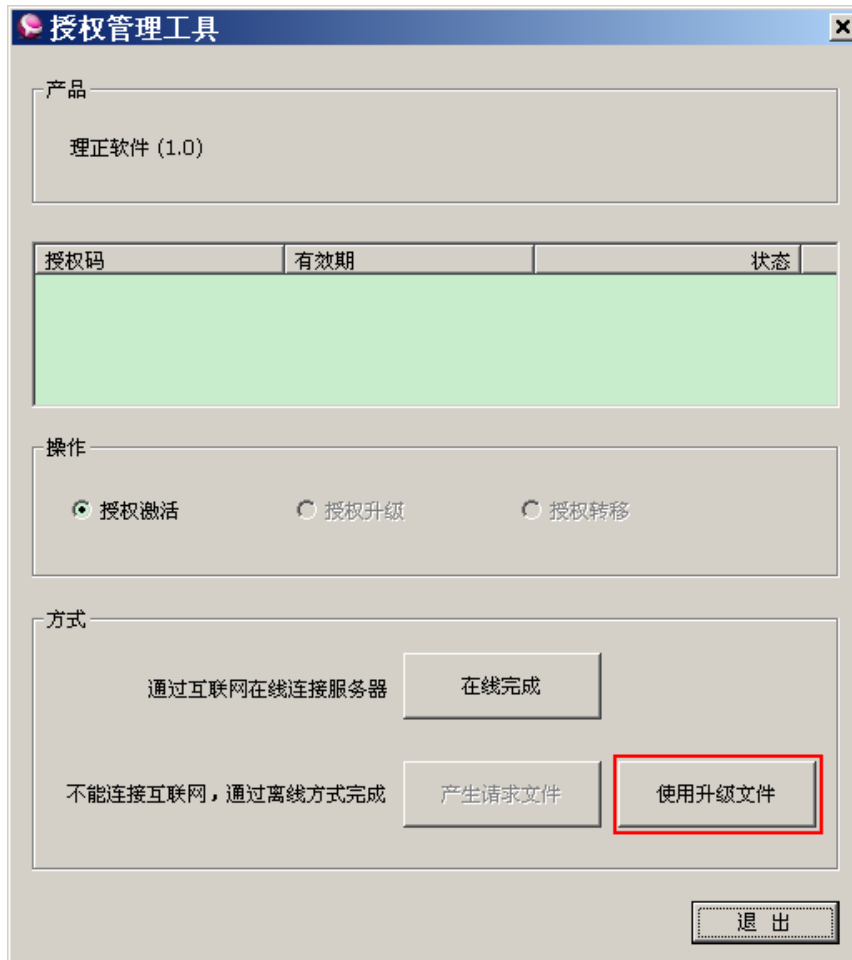 授权管理工具
产品
理正软件 (1.0)
授权码 有效期 状态
操作
授权激活 授权升级 授权转移
方式
通过互联网在线连接服务器 在线完成
不能连接互联网，通过离线方式完成 产生请求文件 使用升级文件
退 出